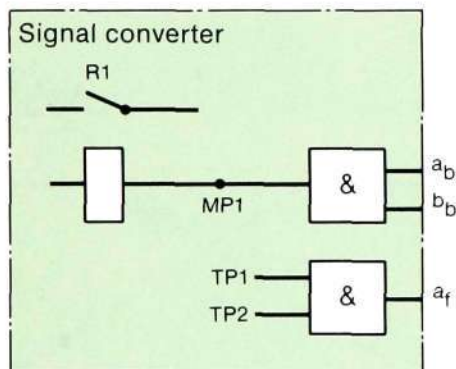 Signal converter
R1
&
a_b
b_b
MP1
TP1
&
a_f
TP2